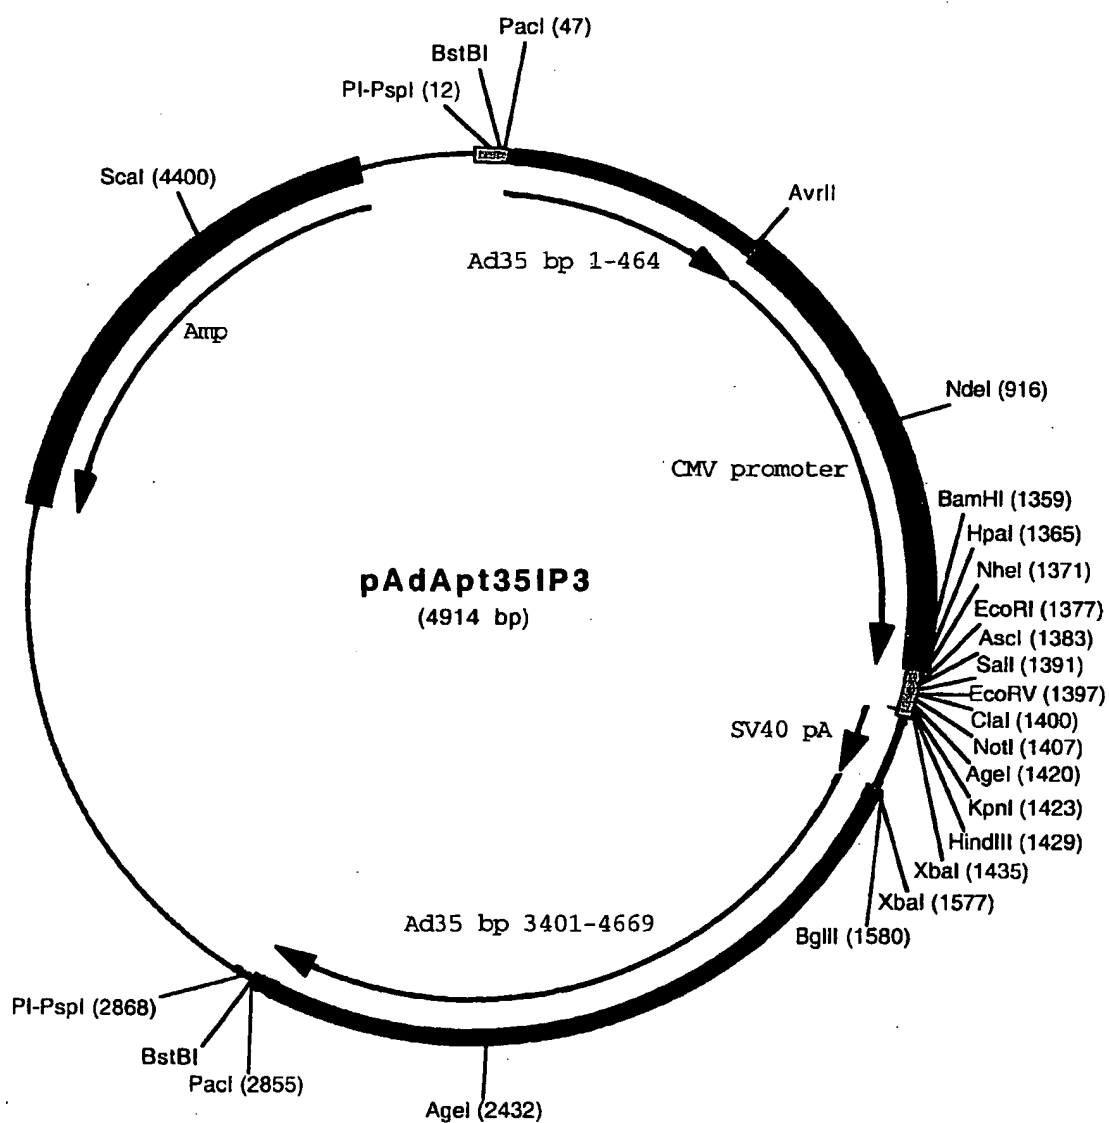 PacI (47)
BstBI
PI-PspI (12)
ScaI (4400)
AvrII
Ad35 bp 1-464
Amp
NdeI (916)
CMV promoter
BamHI (1359)
HpaI (1365)
NheI (1371)
pAdApt35IP3
(4914 bp)
EcoRI (1377)
AscI (1383)
SalI (1391)
EcoRV (1397)
ClaI (1400)
SV40 pA
NotI (1407)
AgeI (1420)
KpnI (1423)
HindIII (1429)
XbaI (1435)
XbaI (1577)
Ad35 bp 3401-4669
BglII (1580)
PI-PspI (2868)
BstBI
PacI (2855)
AgeI (2432)